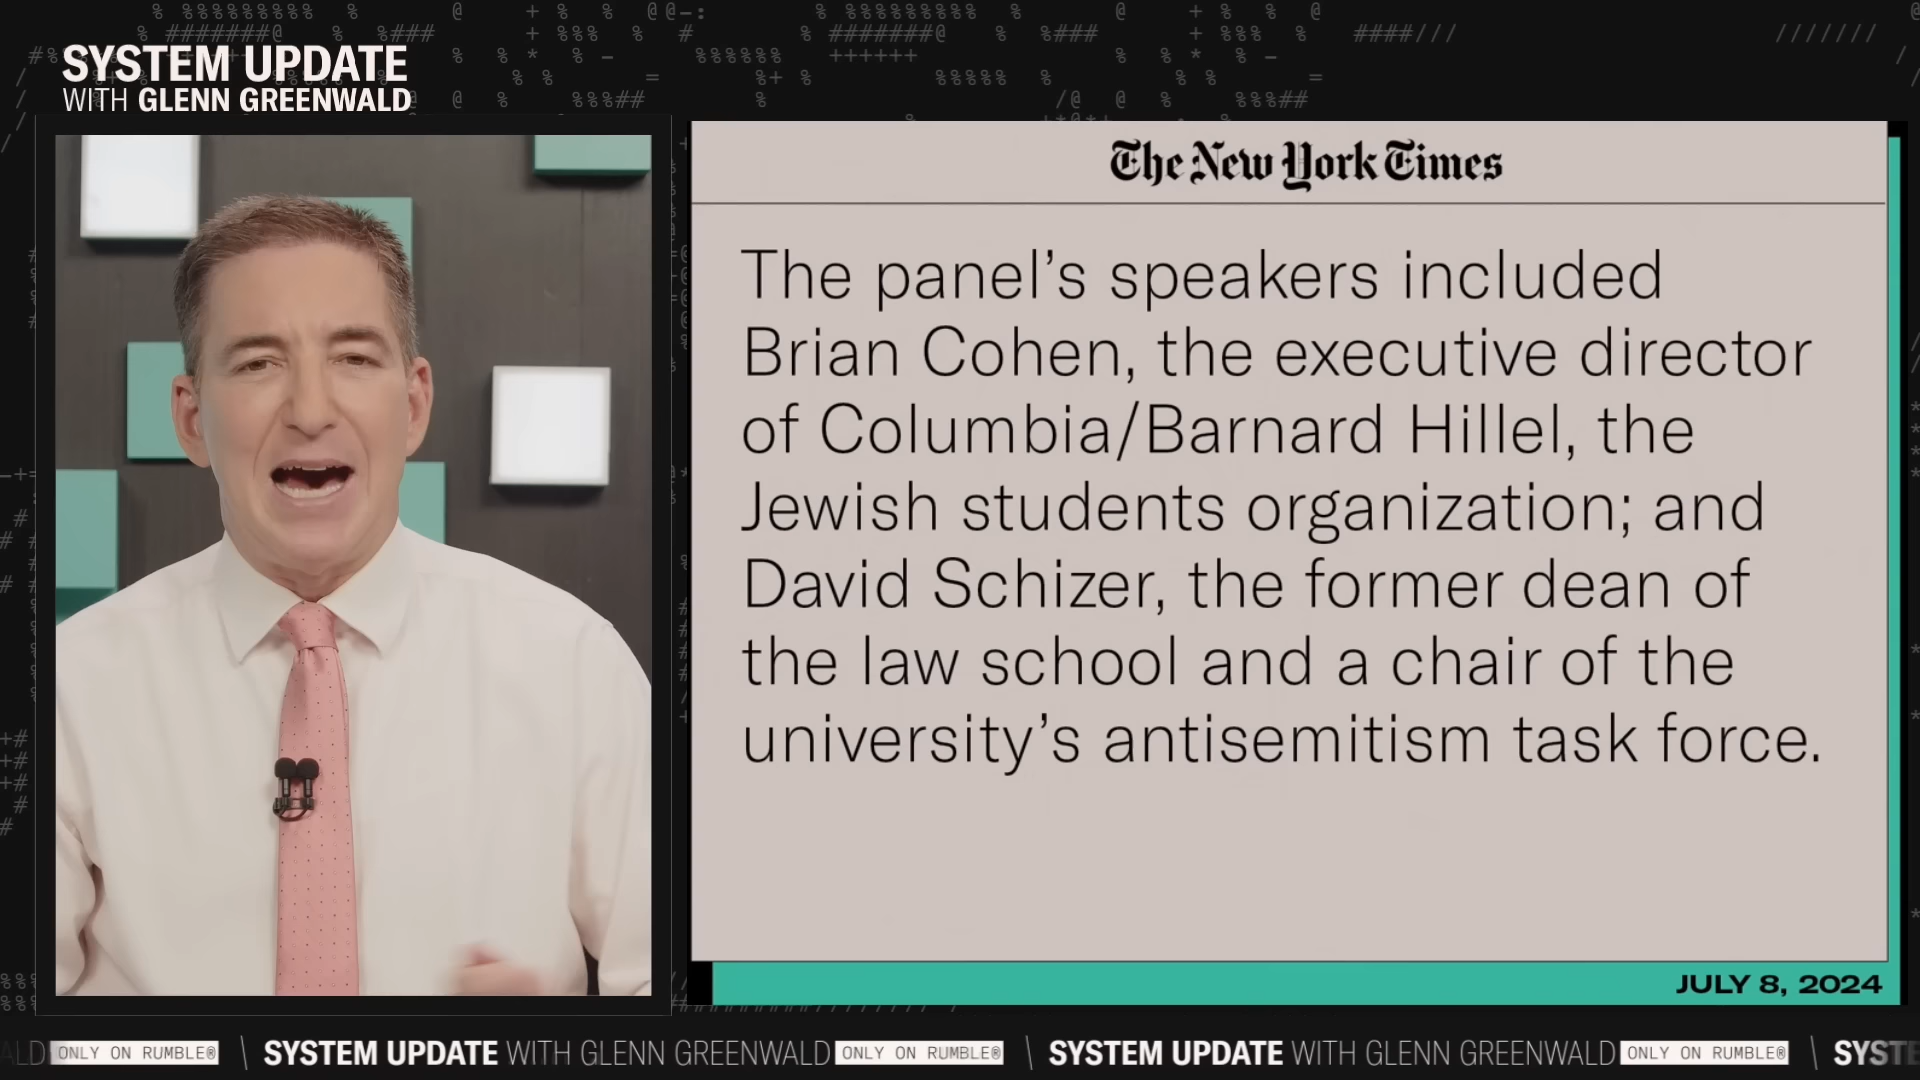 SYSTEM UPDATE
WITH GLENN GREENWALD
The New York Times
The panel’s speakers included
Brian Cohen, the executive director
of Columbia/Barnard Hillel, the
Jewish students organization; and
David Schizer, the former dean of
the law school and a chair of the
university’s antisemitism task force.
JULY 8, 2024
ALD ONLY ON RUMBLE® \ SYSTEM UPDATE WITH GLENN GREENWALD ONLY ON RUMBLE® \ SYSTEM UPDATE WITH GLENN GREENWALD ONLY ON RUMBLE® \ SYSTE